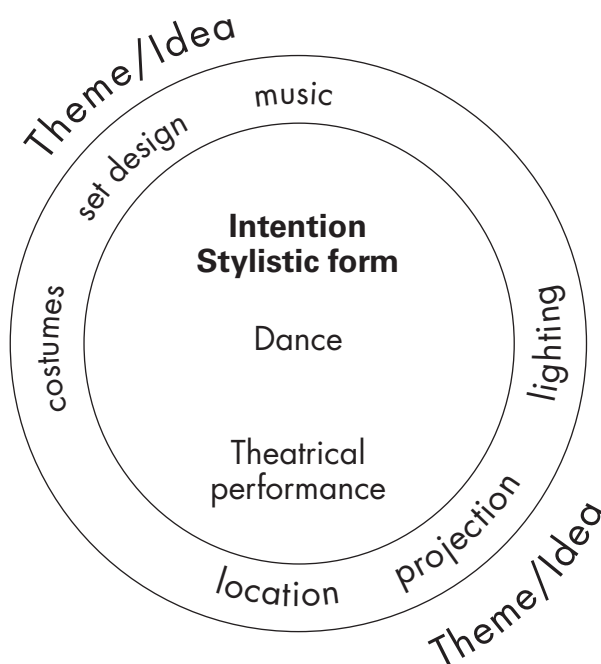 Theme/Idea
music
set design
Intention
Stylistic form
costumes
Dance
lighting
Theatrical
performance
projection
location
Theme/Idea